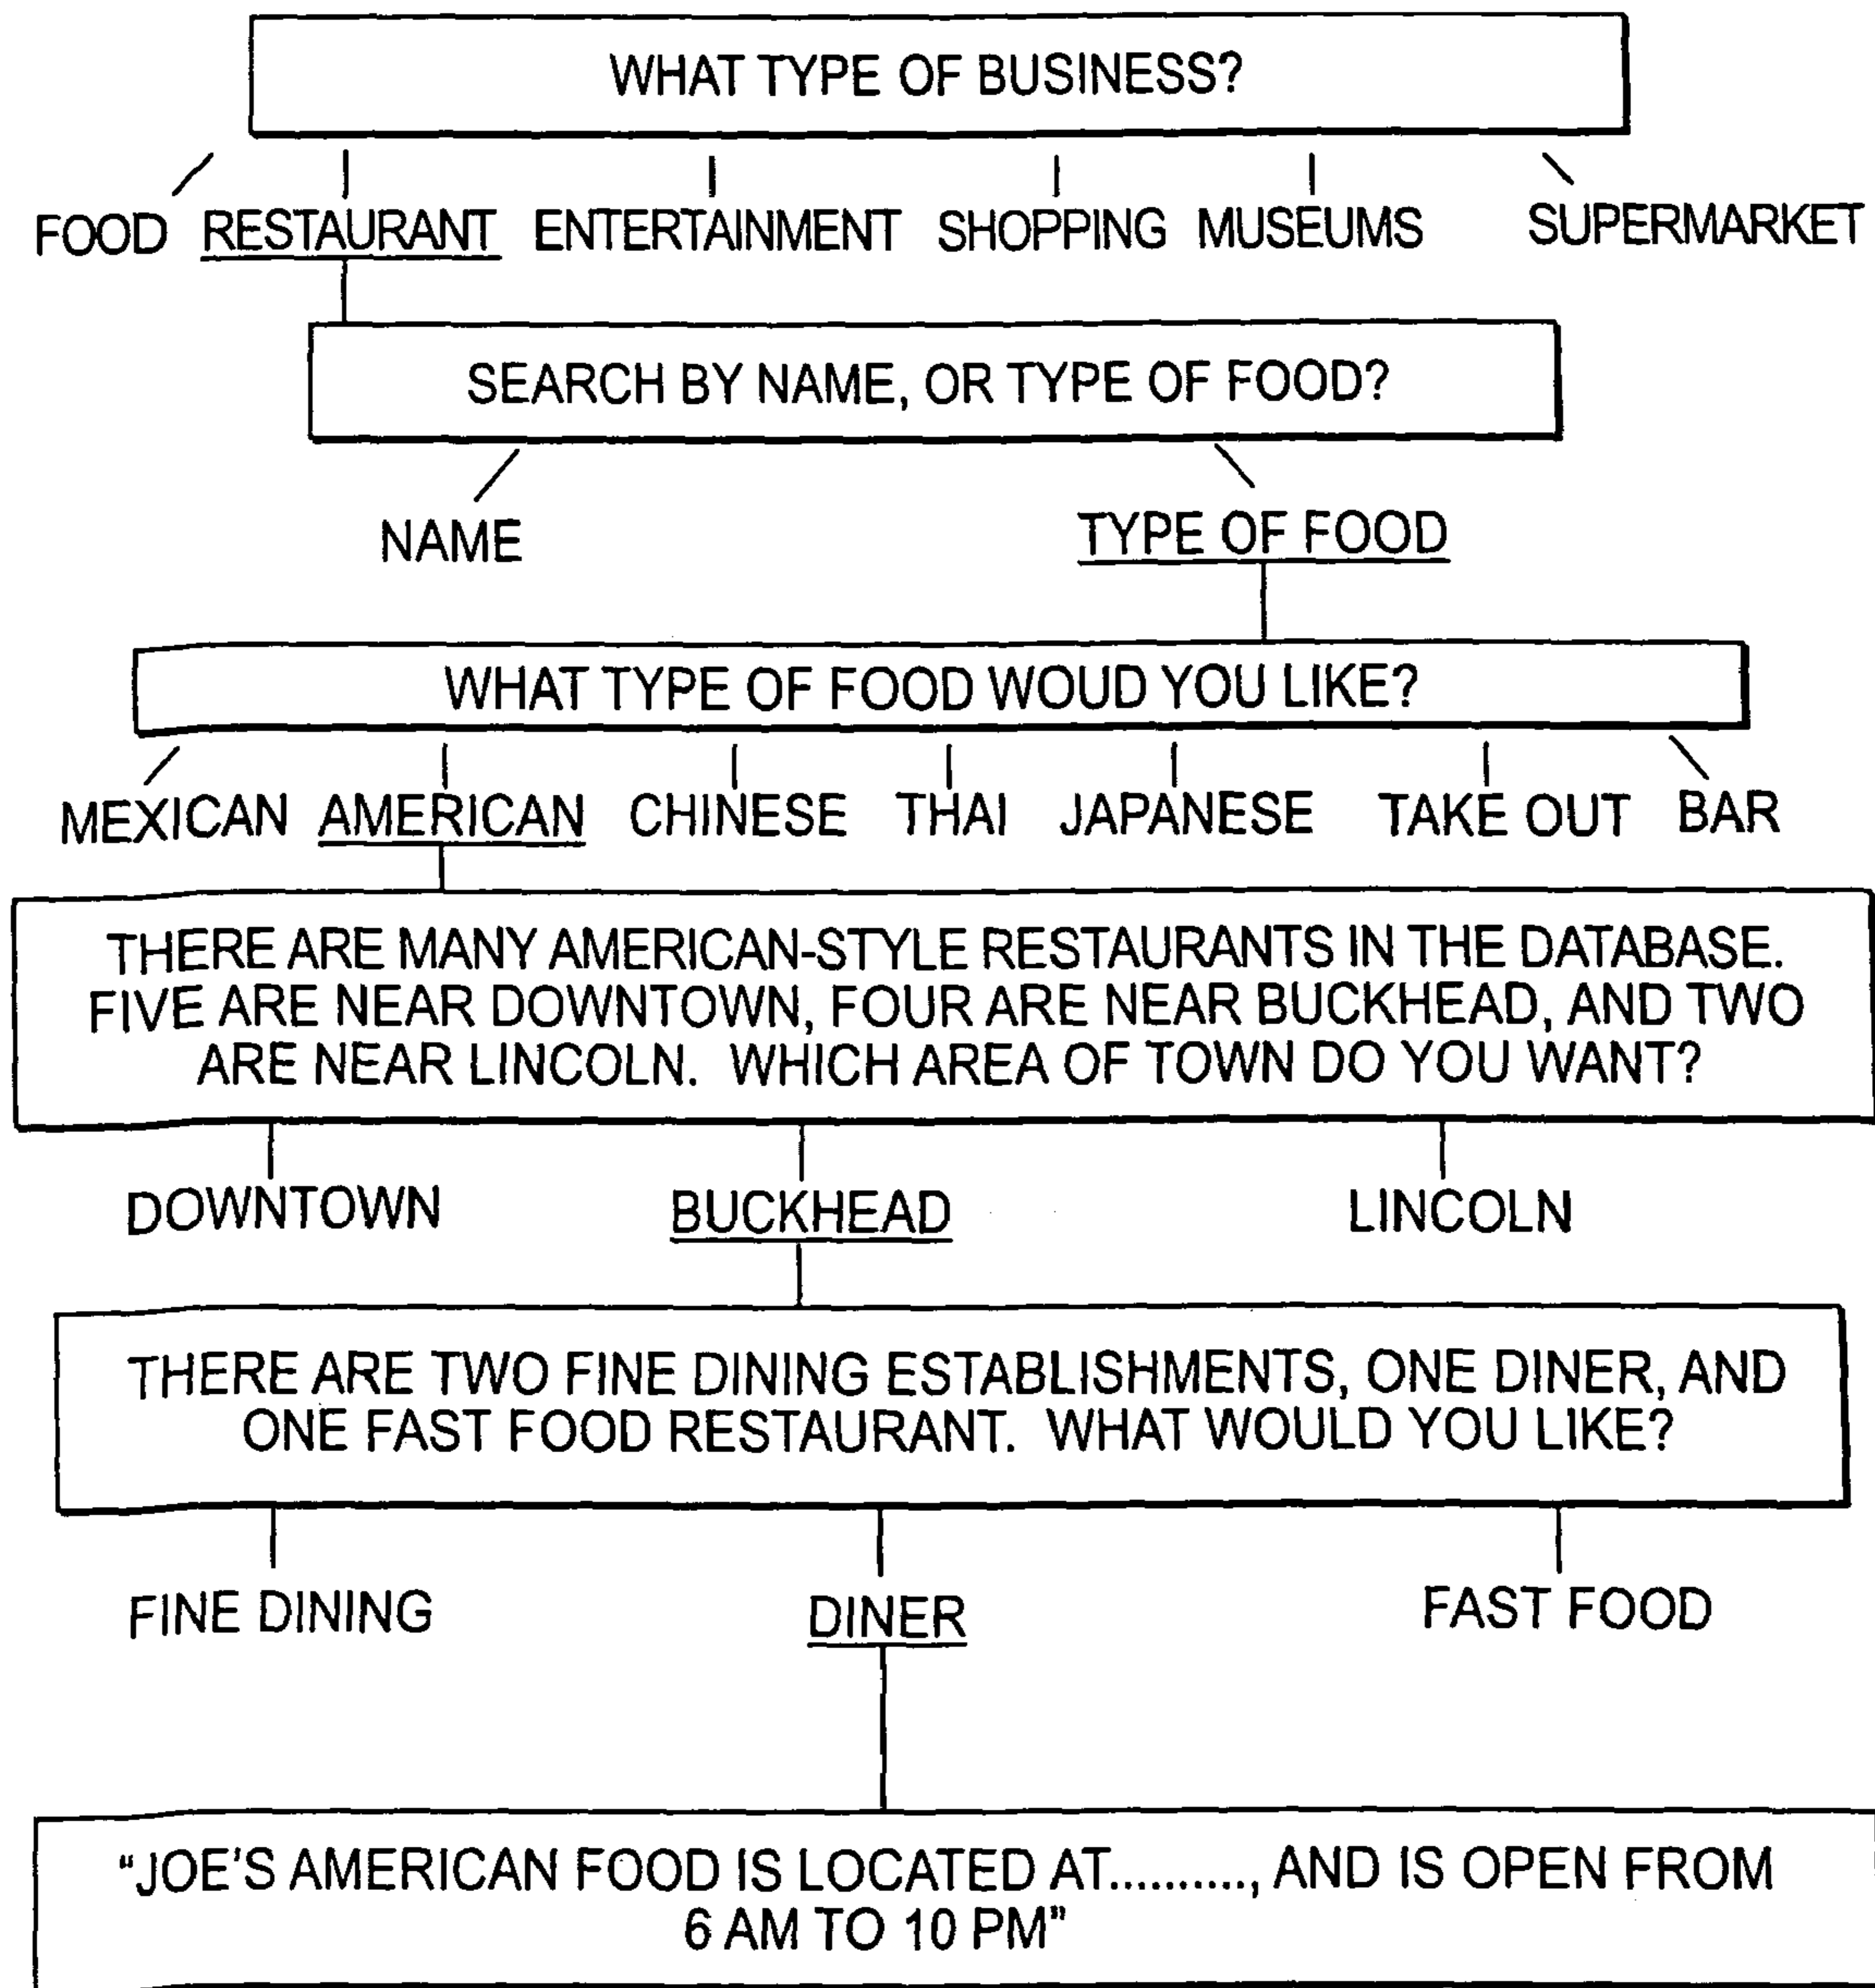 WHAT TYPE OF BUSINESS?
FOOD RESTAURANT ENTERTAINMENT SHOPPING MUSEUMS SUPERMARKET
SEARCH BY NAME, OR TYPE OF FOOD?
NAME TYPE OF FOOD
WHAT TYPE OF FOOD WOUD YOU LIKE?
MEXICAN AMERICAN CHINESE THAI JAPANESE TAKE OUT BAR
THERE ARE MANY AMERICAN-STYLE RESTAURANTS IN THE DATABASE.
FIVE ARE NEAR DOWNTOWN, FOUR ARE NEAR BUCKHEAD, AND TWO
ARE NEAR LINCOLN. WHICH AREA OF TOWN DO YOU WANT?
DOWNTOWN BUCKHEAD LINCOLN
THERE ARE TWO FINE DINING ESTABLISHMENTS, ONE DINER, AND
ONE FAST FOOD RESTAURANT. WHAT WOULD YOU LIKE?
FINE DINING DINER FAST FOOD
"JOE'S AMERICAN FOOD IS LOCATED AT.........., AND IS OPEN FROM
6 AM TO 10 PM"